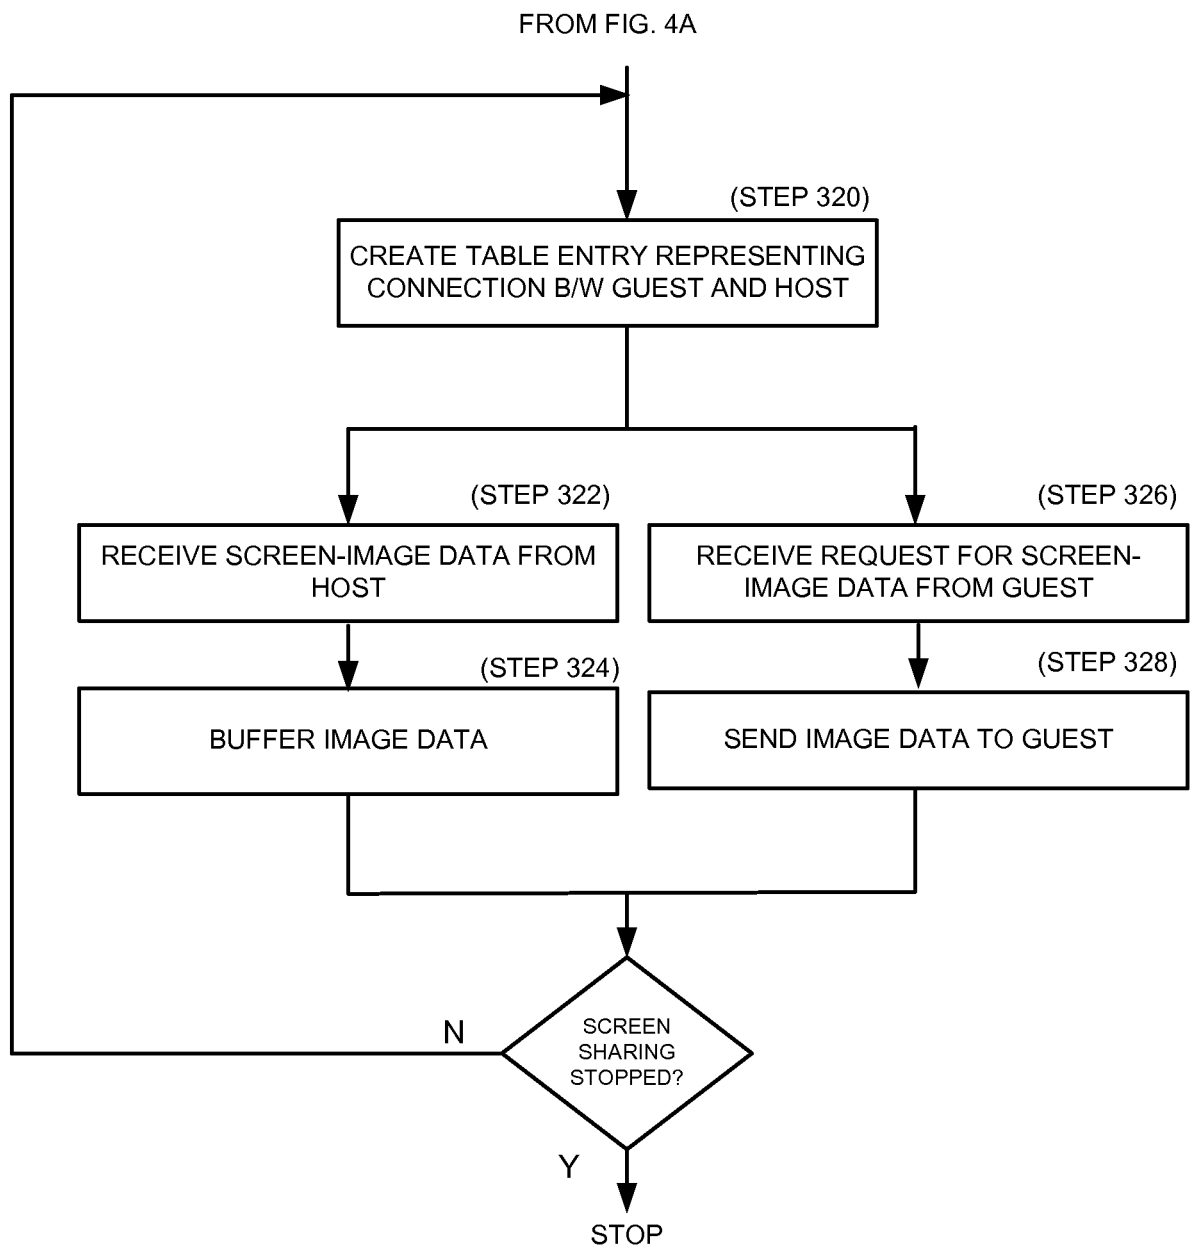 FROM FIG. 4A
(STEP 320)
CREATE TABLE ENTRY REPRESENTING
CONNECTION B/W GUEST AND HOST
(STEP 322)
RECEIVE SCREEN-IMAGE DATA FROM
HOST
(STEP 326)
RECEIVE REQUEST FOR SCREEN-
IMAGE DATA FROM GUEST
(STEP 324)
BUFFER IMAGE DATA
(STEP 328)
SEND IMAGE DATA TO GUEST
N
SCREEN
SHARING
STOPPED?
Y
STOP